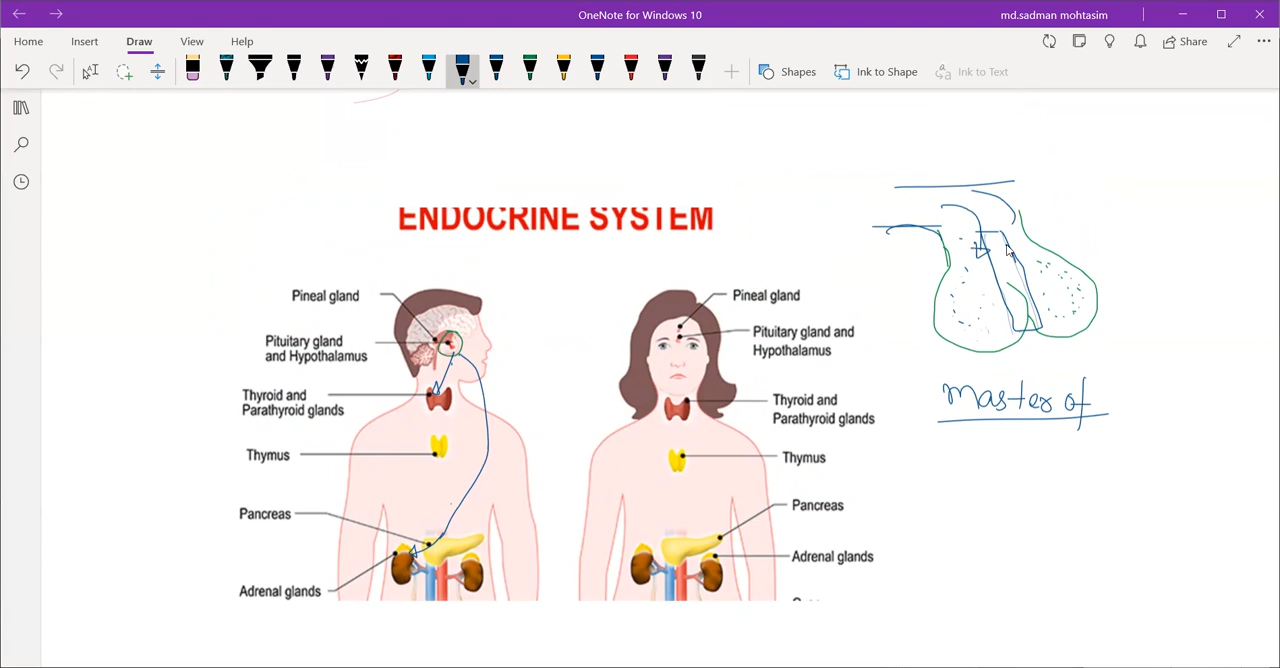 OneNote for Windows 10
md.sadman mohtasim
Home Insert Draw View Help
Share
Shapes
Ink to Shape
Ink to Text
ENDOCRINE SYSTEM
Pineal gland
Pituitary gland
and Hypothalamus
Thyroid and
Parathyroid glands
Thymus
Pancreas
Adrenal glands
Pineal gland
Pituitary gland and
Hypothalamus
Thyroid and
Parathyroid glands
Thymus
Pancreas
Adrenal glands
Master of